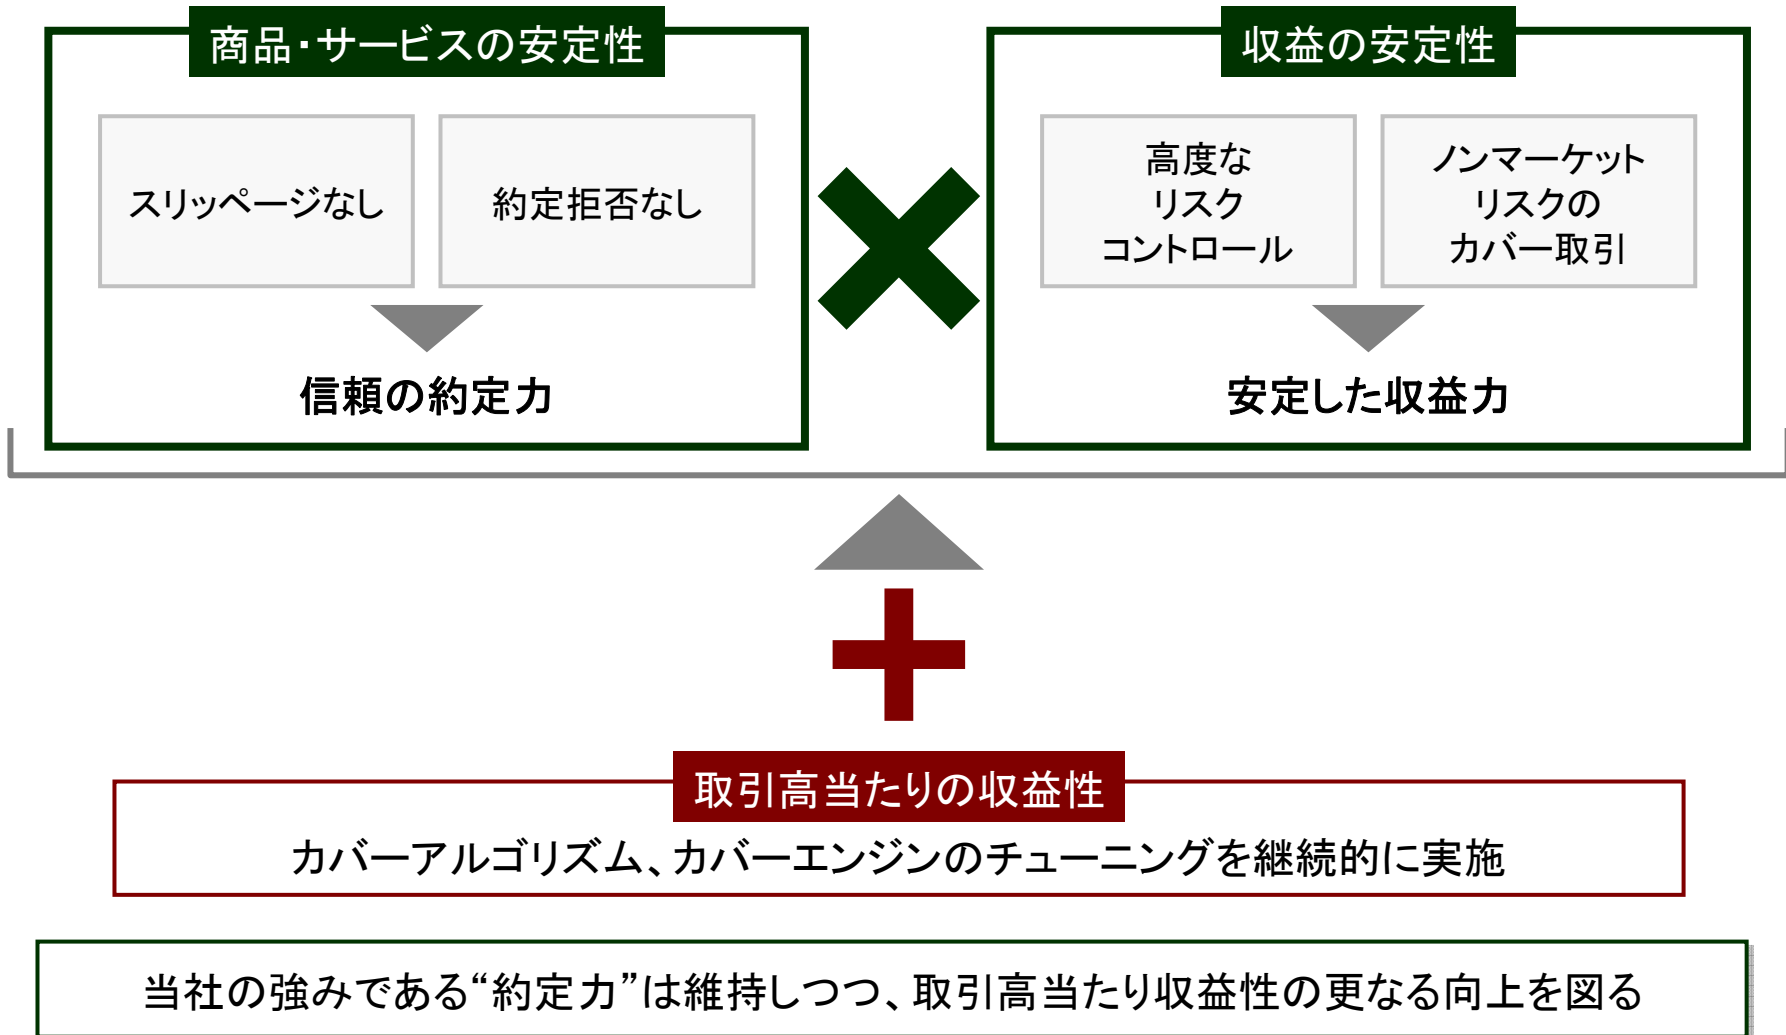 商品・サービスの安定性
スリッページなし
約定拒否なし
信頼の約定力
収益の安定性
高度な
リスク
コントロール
ノンマーケット
リスクの
カバー取引
安定した収益力
取引高当たりの収益性
カバーアルゴリズム、カバーエンジンのチューニングを継続的に実施
当社の強みである“約定力”は維持しつつ、取引高当たり収益性の更なる向上を図る